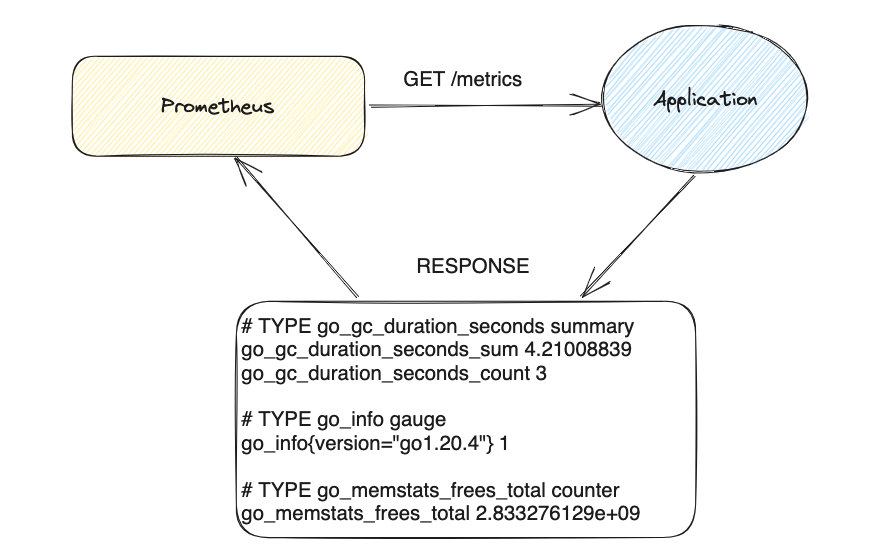 Prometheus
GET /metrics
Application
RESPONSE
# TYPE go_gc_duration_seconds summary
go_gc_duration_seconds_sum 4.21008839
go_gc_duration_seconds_count 3
# TYPE go_info gauge
go_info{version="go1.20.4"} 1
# TYPE go_memstats_frees_total counter
go_memstats_frees_total 2.833276129e+09